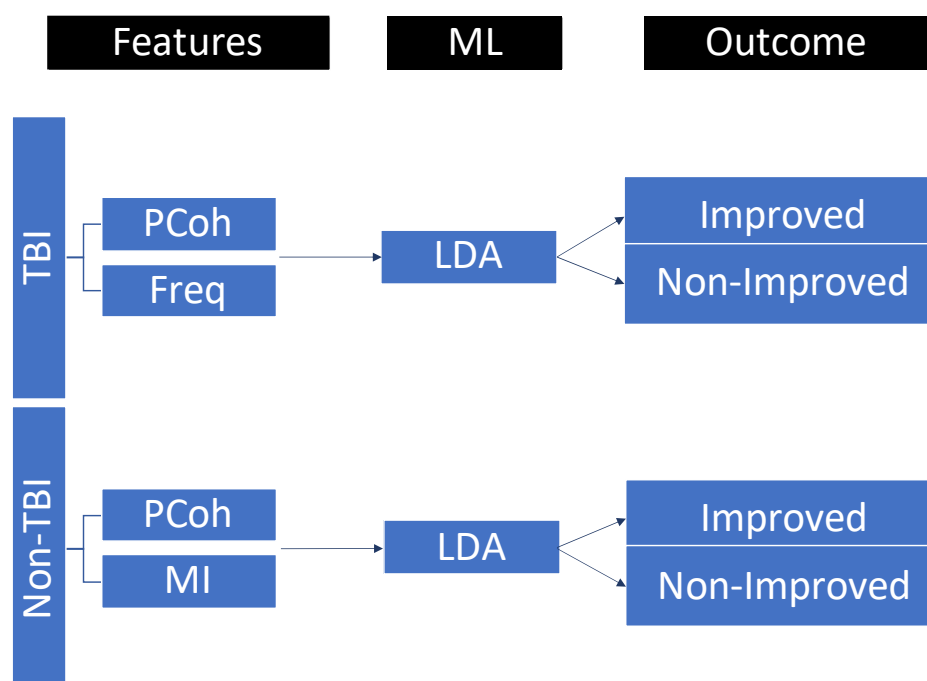 Features
ML
Outcome
TBI
PCoh
Freq
LDA
Improved
Non-Improved
Non-TBI
PCoh
MI
LDA
Improved
Non-Improved